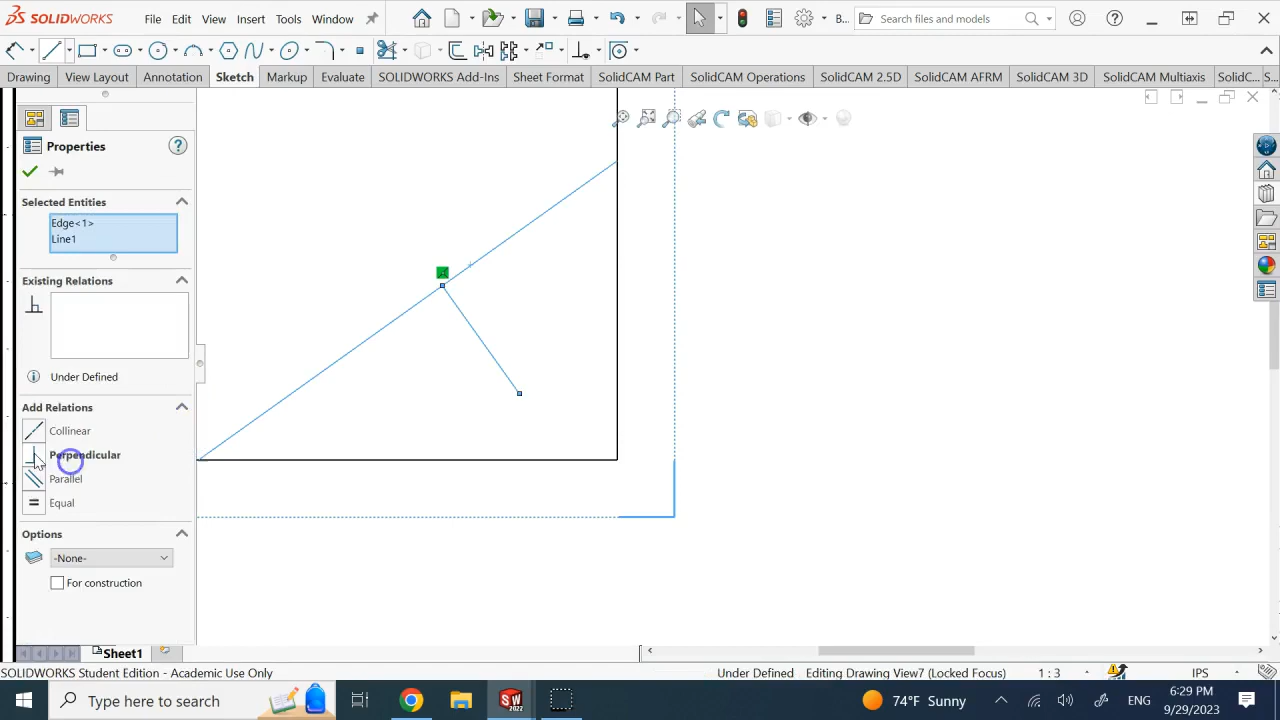 SOLIDWORKS File Edit View Insert Tools Window B... Search files and models
Drawing View Layout Annotation Sketch Markup Evaluate SOLIDWORKS Add-Ins Sheet Format SolidCAM Part SolidCAM Operations SolidCAM 2.5D SolidCAM AFRM SolidCAM 3D SolidCAM Multiaxis SolidC... S...
Properties
Selected Entities
Edge<1>
Line1
Existing Relations
Under Defined
Add Relations
Collinear
Perpendicular
Parallel
Equal
Options
-None-
For construction
Sheet1
SOLIDWORKS Student Edition - Academic Use Only Under Defined Editing Drawing View7 (Locked Focus) 1 : 3 IPS
Type here to search SW 2022 74°F Sunny ENG 6:29 PM
9/29/2023